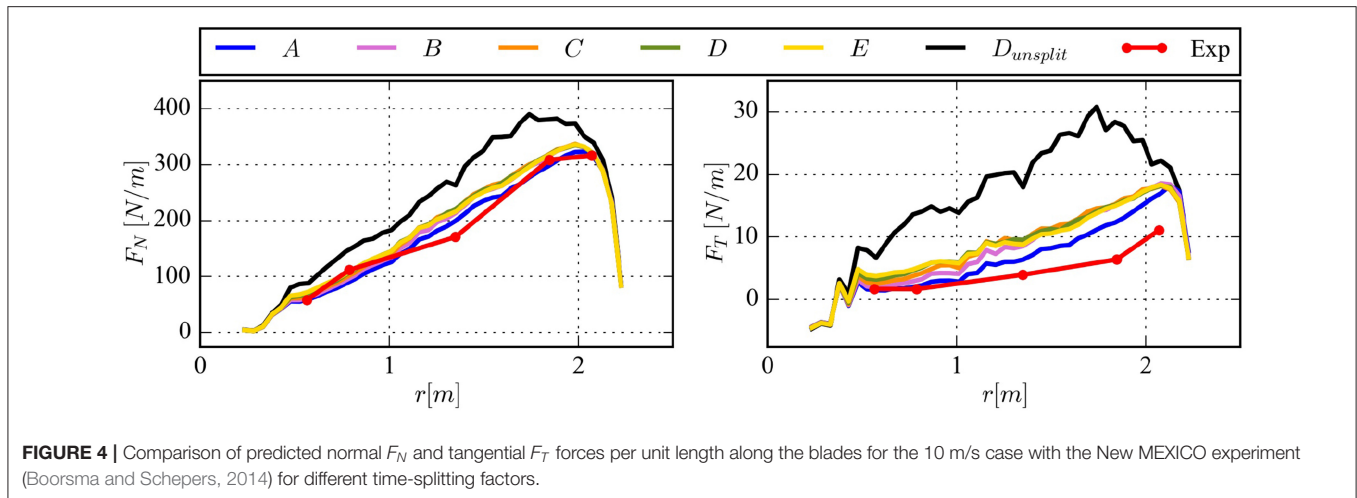 A B C D E D_unsplit Exp
400
300
200
100
0
F_N [N/m]
0 1 2
r[m]
30
20
10
0
F_T [N/m]
0 1 2
r[m]
FIGURE 4 | Comparison of predicted normal F_N and tangential F_T forces per unit length along the blades for the 10 m/s case with the New MEXICO experiment
(Boorsma and Schepers, 2014) for different time-splitting factors.